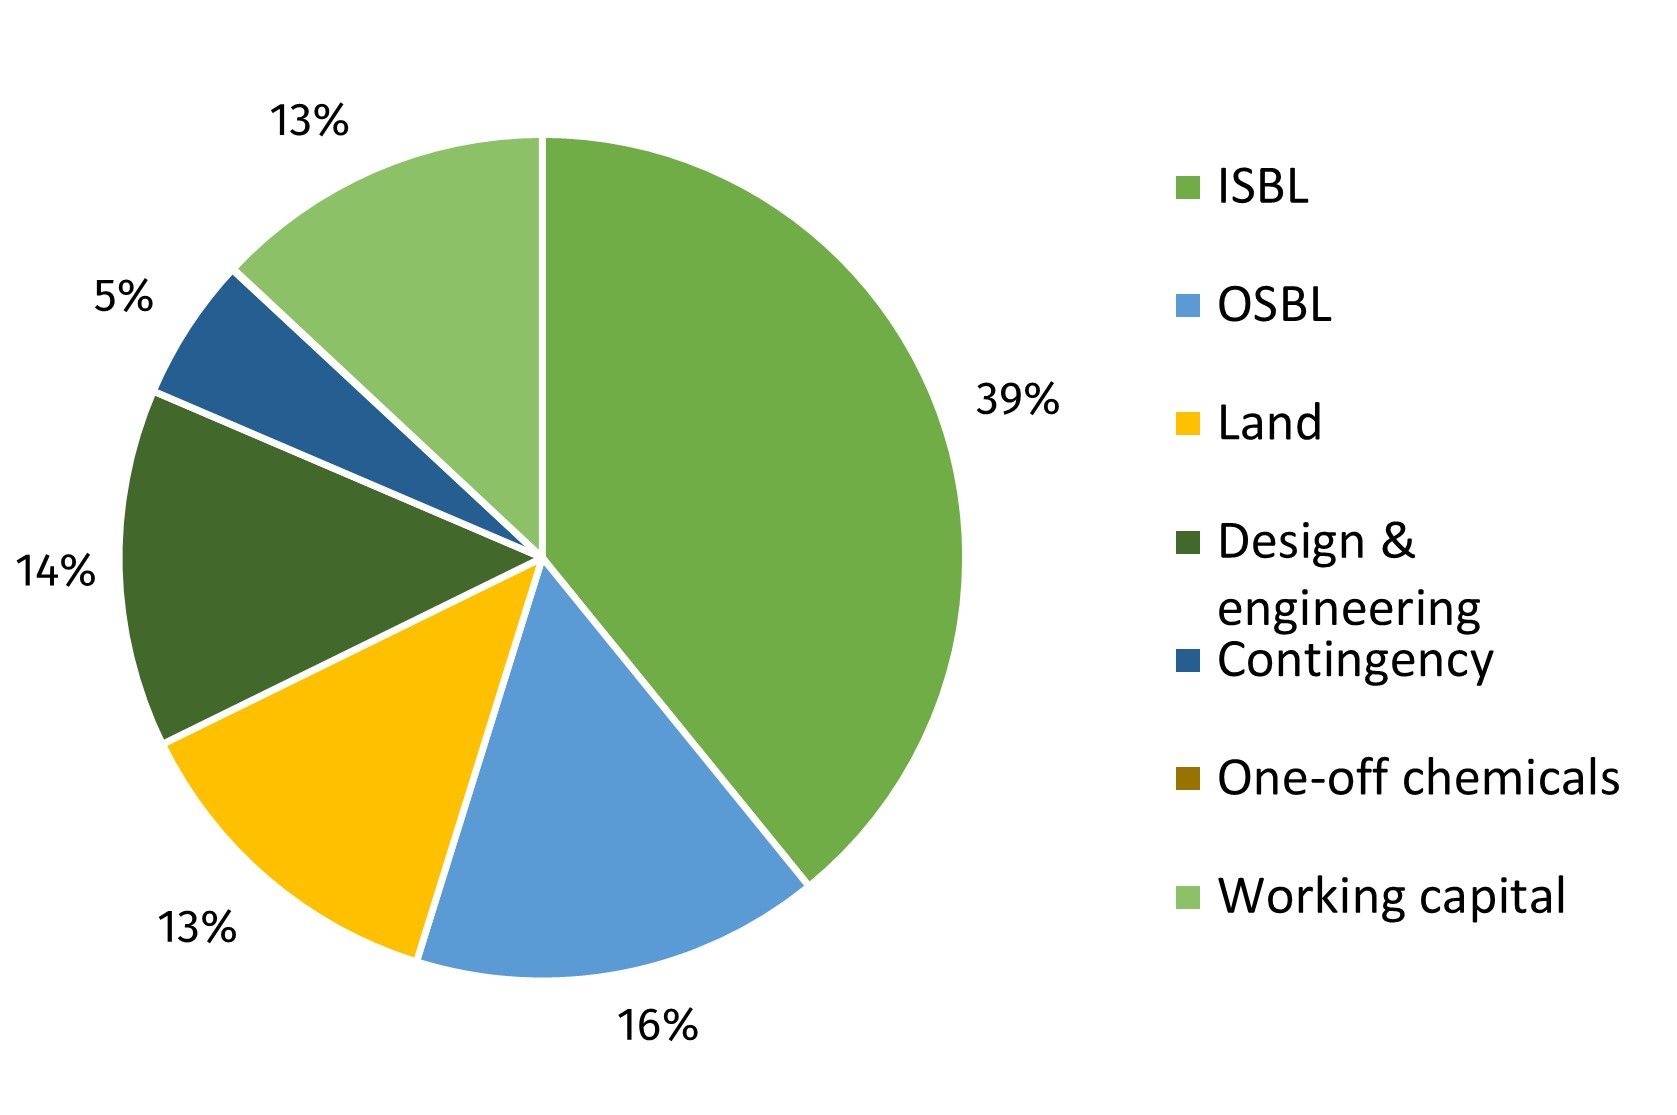 13%
5%
39%
14%
13%
16%
ISBL
OSBL
Land
Design &
engineering
Contingency
One-off chemicals
Working capital